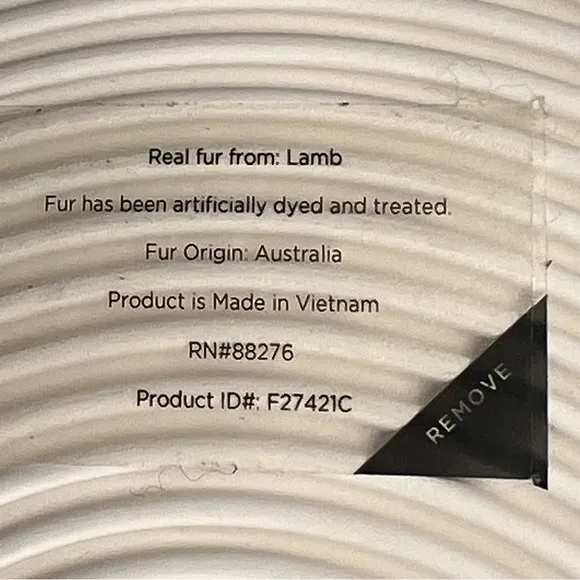 Real fur from: Lamb
Fur has been artificially dyed and treated.
Fur Origin: Australia
Product is Made in Vietnam
RN#88276
Product ID#: F27421C
REMOVE